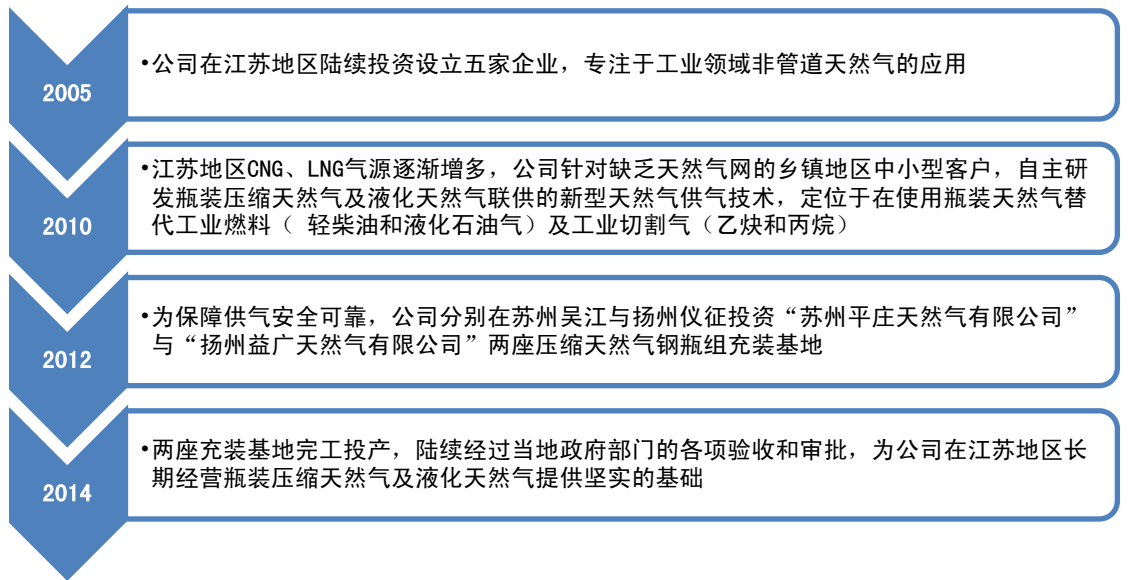 2005
•公司在江苏地区陆续投资设立五家企业，专注于工业领域非管道天然气的应用
2010
•江苏地区CNG、LNG气源逐渐增多，公司针对缺乏天然气网的乡镇地区中小型客户，自主研
发瓶装压缩天然气及液化天然气联供的新型天然气供气技术，定位于在使用瓶装天然气替
代工业燃料（ 轻柴油和液化石油气）及工业切割气（乙炔和丙烷）
2012
•为保障供气安全可靠，公司分别在苏州吴江与扬州仪征投资“苏州平庄天然气有限公司”
与“扬州益广天然气有限公司”两座压缩天然气钢瓶组充装基地
2014
•两座充装基地完工投产，陆续经过当地政府部门的各项验收和审批，为公司在江苏地区长
期经营瓶装压缩天然气及液化天然气提供坚实的基础